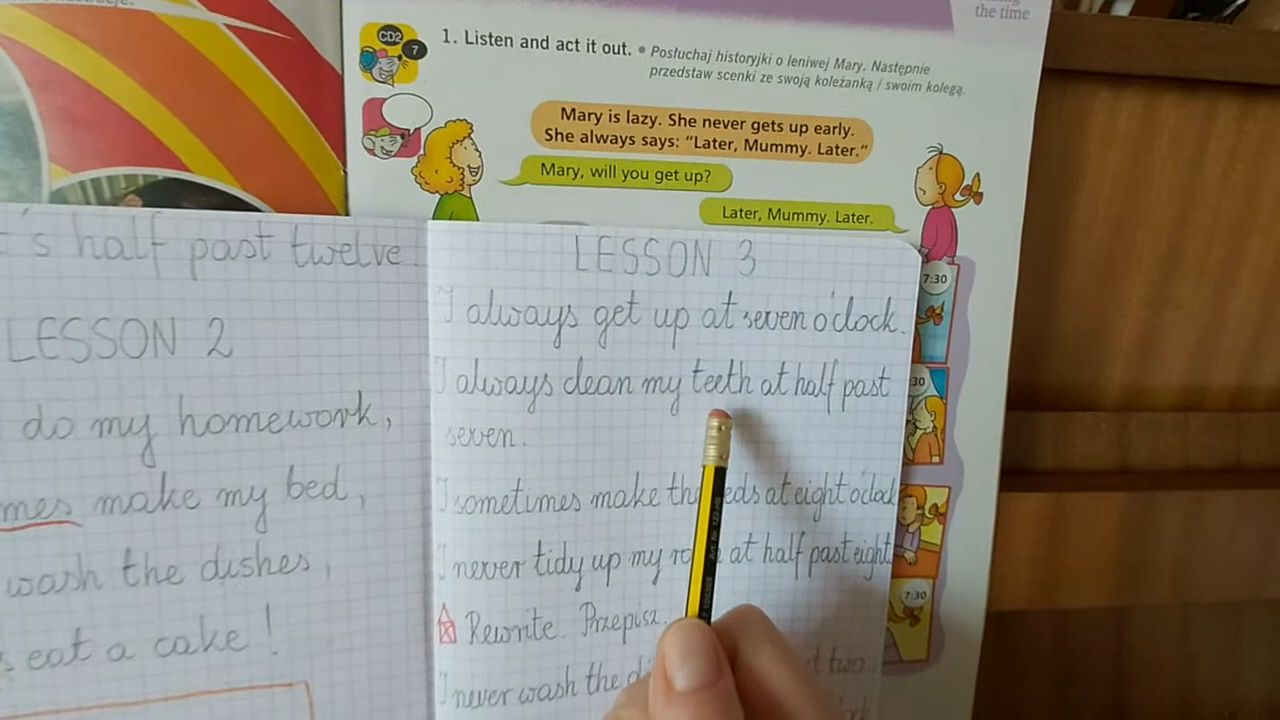 the time
CD2
7
1. Listen and act it out. • Posłuchaj historyjki o leniwej Mary. Następnie
przedstaw scenki ze swoją koleżanką / swoim kolegą.
Mary is lazy. She never gets up early.
She always says: “Later, Mummy. Later.”
Mary, will you get up?
Later, Mummy. Later.
7:30
30
7:30
's half past twelve
LESSON 2
do my homework,
mes make my bed,
wash the dishes,
eat a cake!
LESSON 3
I always get up at seven o'clock.
I always clean my teeth at half past
seven.
I sometimes make the eds at eight o'clock
I never tidy up my at half past eight
Rewrite. Przepisz.
I never wash the t two